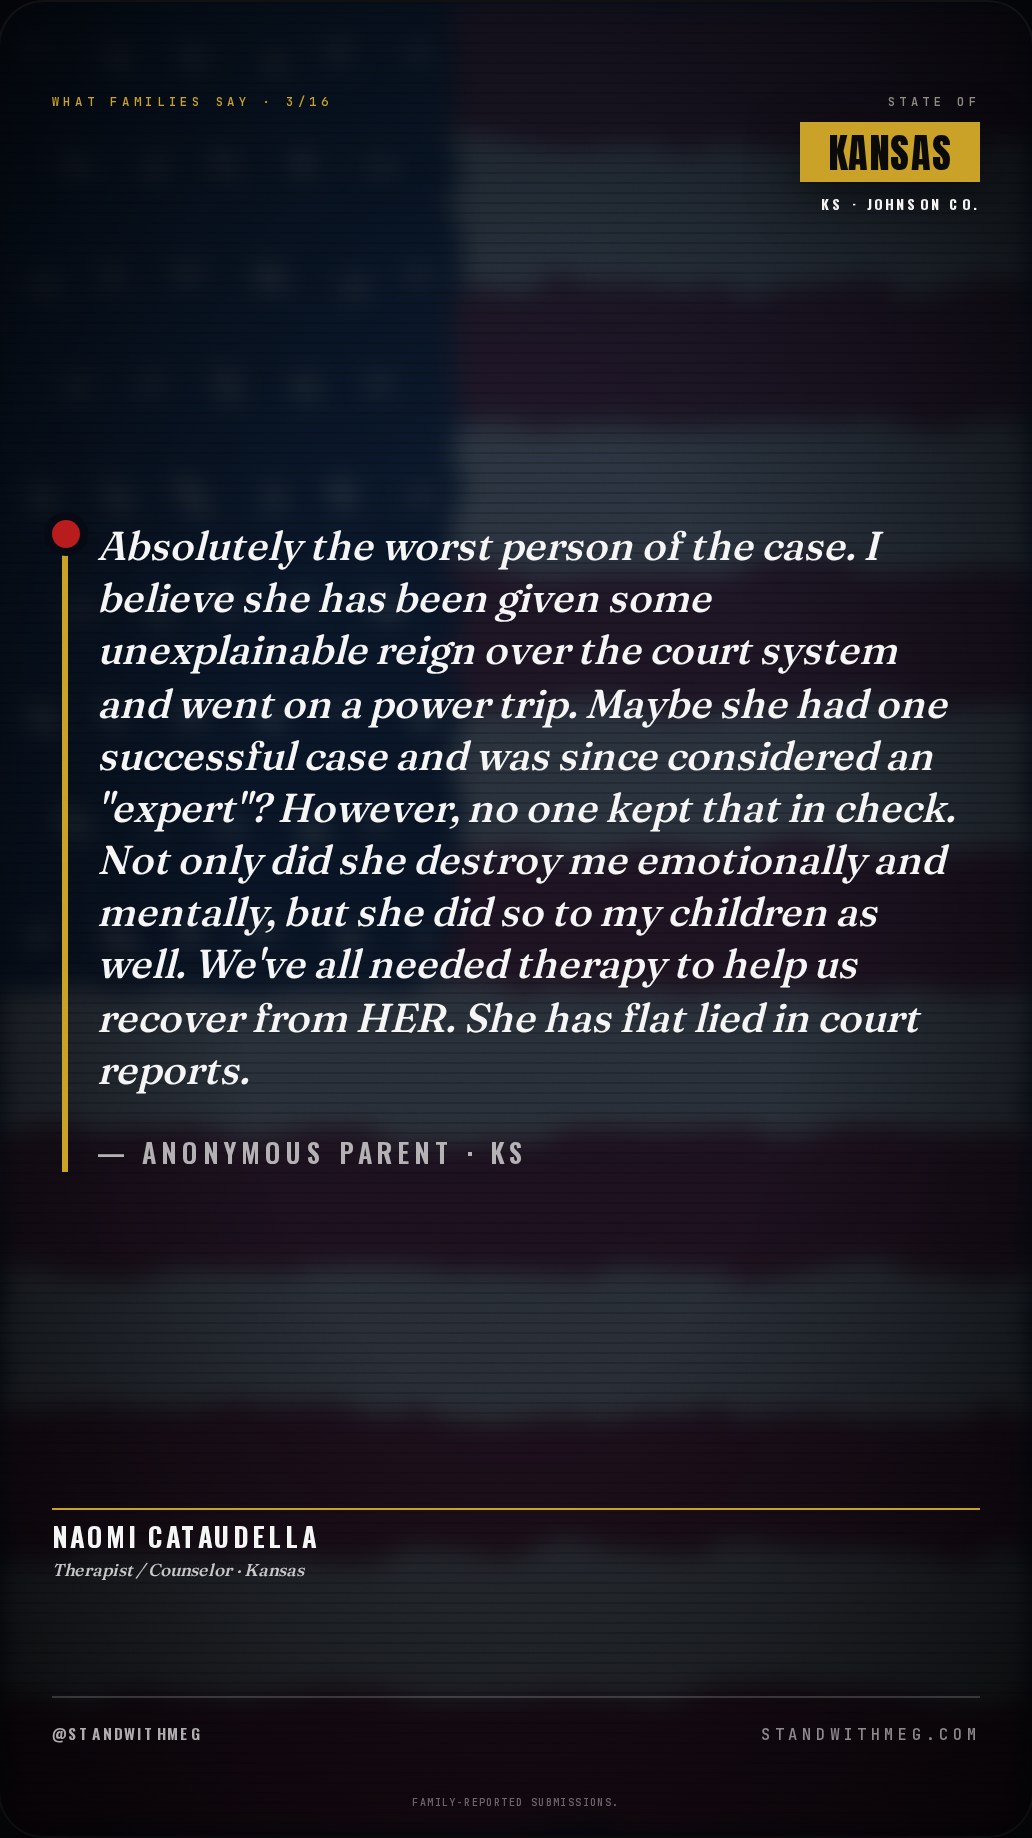 WHAT FAMILIES SAY · 3/16
STATE OF
KANSAS
KS · JOHNSON CO.
Absolutely the worst person of the case. I
believe she has been given some
unexplainable reign over the court system
and went on a power trip. Maybe she had one
successful case and was since considered an
"expert"? However, no one kept that in check.
Not only did she destroy me emotionally and
mentally, but she did so to my children as
well. We've all needed therapy to help us
recover from HER. She has flat lied in court
reports.
— ANONYMOUS PARENT · KS
NAOMI CATAUDELLA
Therapist / Counselor · Kansas
@STANDWITHMEG
STANDWITHMEG.COM
FAMILY-REPORTED SUBMISSIONS.